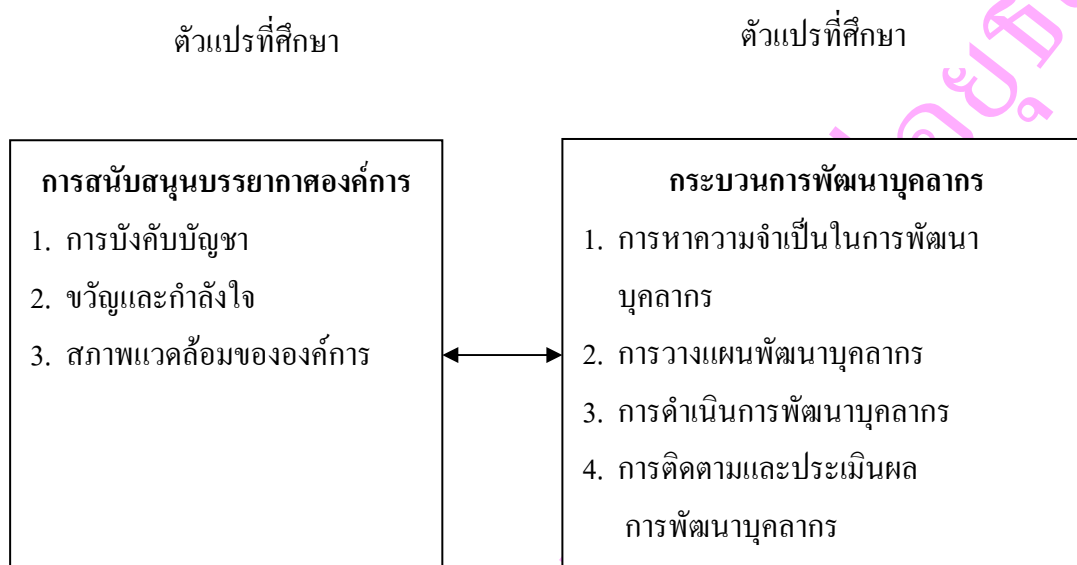 ตัวแปรที่ศึกษา
ตัวแปรที่ศึกษา
การสนับสนุนบรรยากาศองค์การ
1. การบังคับบัญชา
2. ขวัญและกำลังใจ
3. สภาพแวดล้อมขององค์การ
กระบวนการพัฒนาบุคลากร
1. การหาความจำเป็นในการพัฒนา
บุคลากร
2. การวางแผนพัฒนาบุคลากร
3. การดำเนินการพัฒนาบุคลากร
4. การติดตามและประเมินผล
การพัฒนาบุคลากร